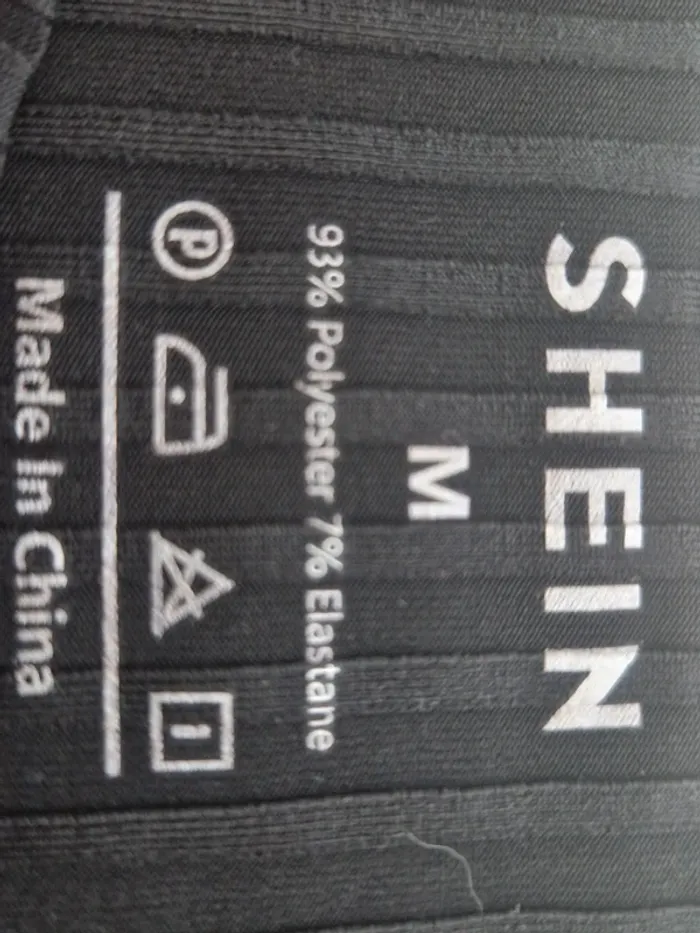 SHEIN
M
93% Polyester 7% Elastane
P
Made in China